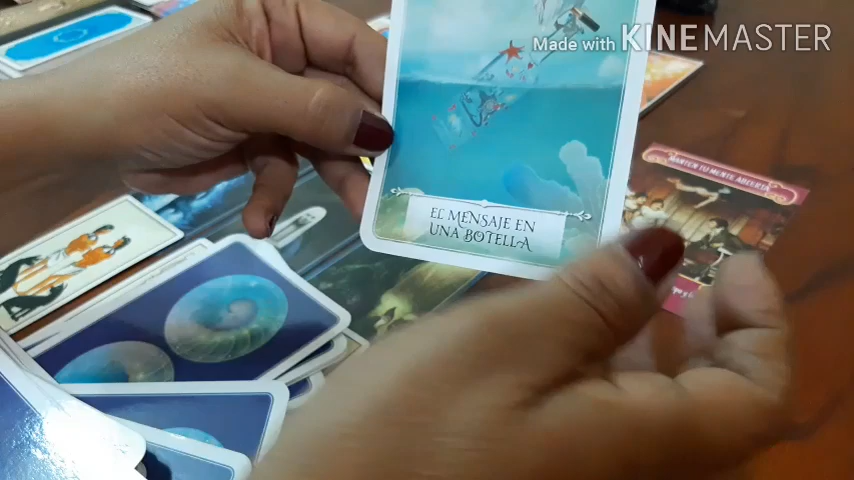 Made with KINEMASTER
MANTEN TU MENTE ABIERTA
EL MENSAJE EN
UNA BOTELLA